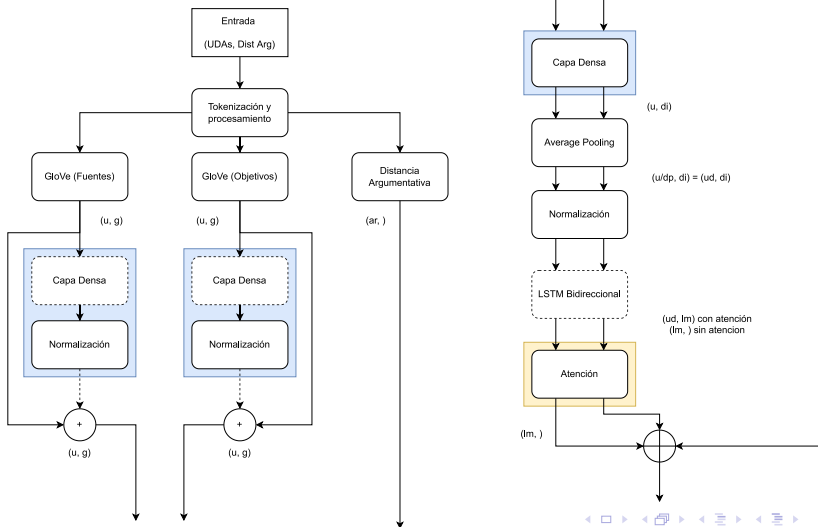 Entrada
(UDAs, Dist Arg)
Tokenización y
procesamiento
GloVe (Fuentes)
GloVe (Objetivos)
Distancia
Argumentativa
(u, g)
(u, g)
(ar, )
Capa Densa
Capa Densa
Normalización
Normalización
+
+
(u, g)
(u, g)
Capa Densa
(u, di)
Average Pooling
(u/dp, di) = (ud, di)
Normalización
LSTM Bidireccional
(ud, lm) con atención
(lm, ) sin atencion
Atención
(lm, )